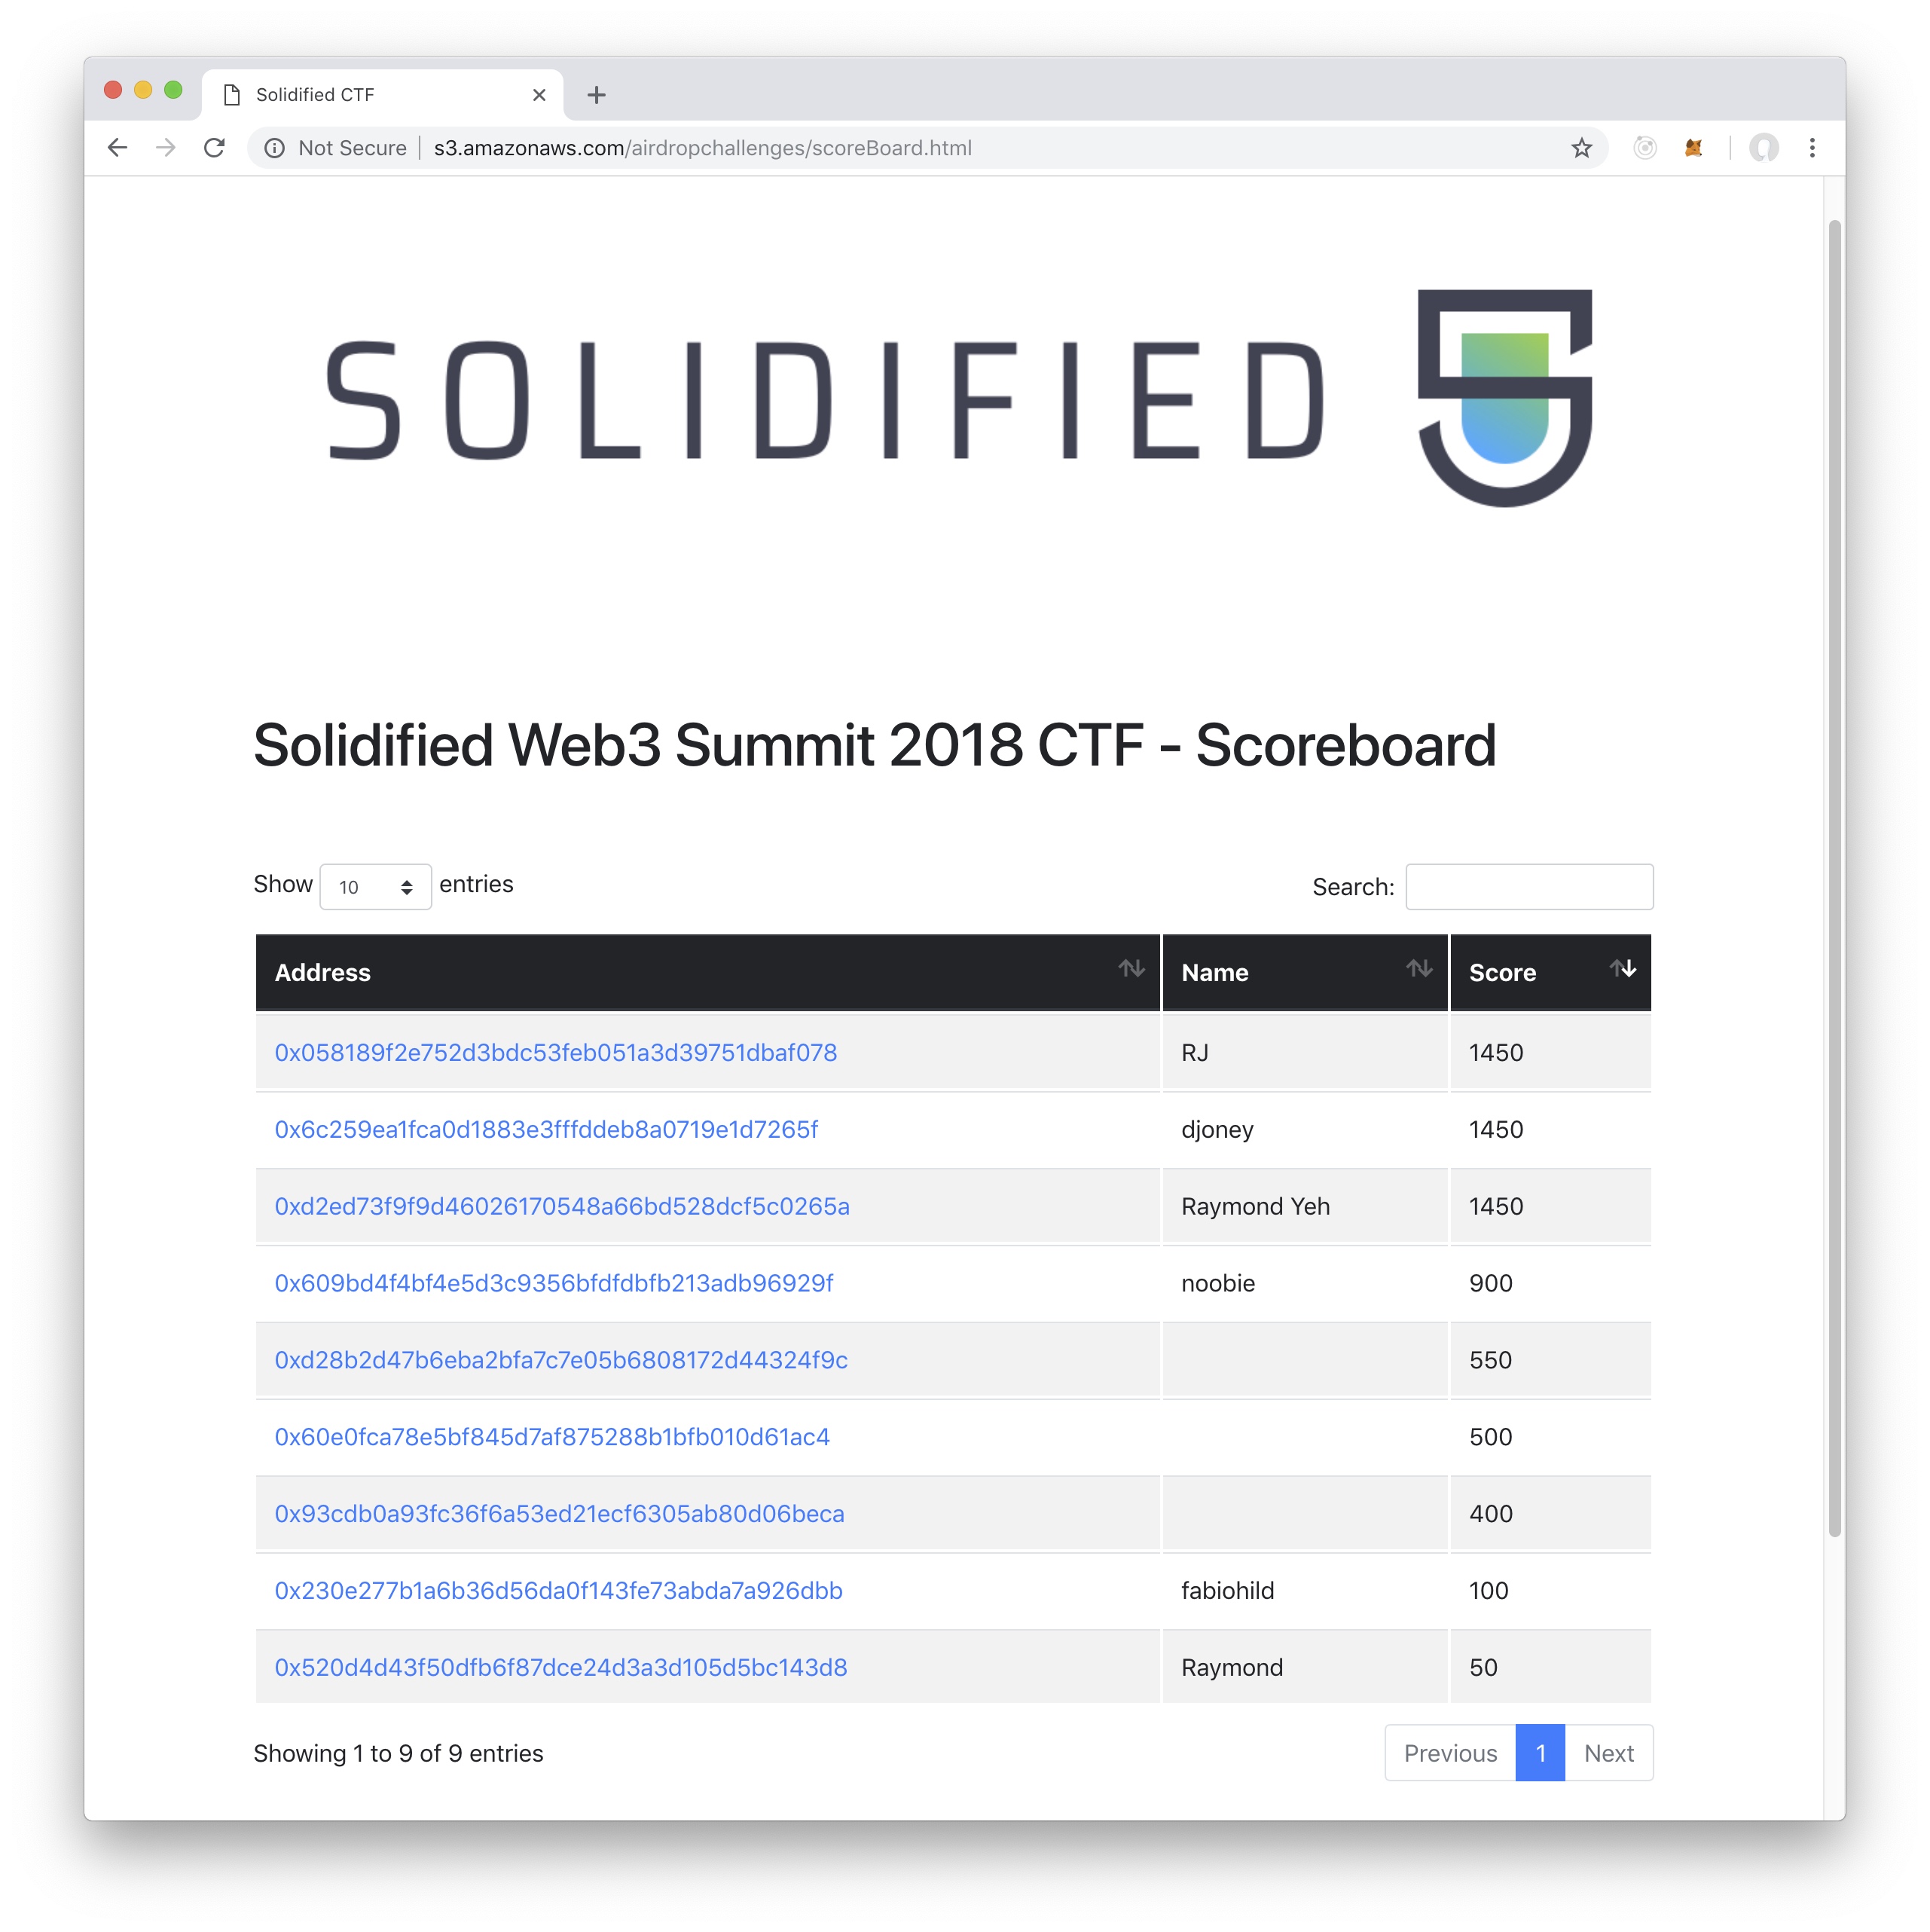 Solidified CTF
Not Secure | s3.amazonaws.com/airdropchallenges/scoreBoard.html
SOLIDIFIED
Solidified Web3 Summit 2018 CTF - Scoreboard
Show 10 entries Search:
Address Name Score
0x058189f2e752d3bdc53feb051a3d39751dbaf078 RJ 1450
0x6c259ea1fca0d1883e3fffddeb8a0719e1d7265f djoney 1450
0xd2ed73f9f9d46026170548a66bd528dcf5c0265a Raymond Yeh 1450
0x609bd4f4bf4e5d3c9356bfdfdbfb213adb96929f noobie 900
0xd28b2d47b6eba2bfa7c7e05b6808172d44324f9c 550
0x60e0fca78e5bf845d7af875288b1bfb010d61ac4 500
0x93cdb0a93fc36f6a53ed21ecf6305ab80d06beca 400
0x230e277b1a6b36d56da0f143fe73abda7a926dbb fabiohild 100
0x520d4d43f50dfb6f87dce24d3a3d105d5bc143d8 Raymond 50
Showing 1 to 9 of 9 entries Previous 1 Next